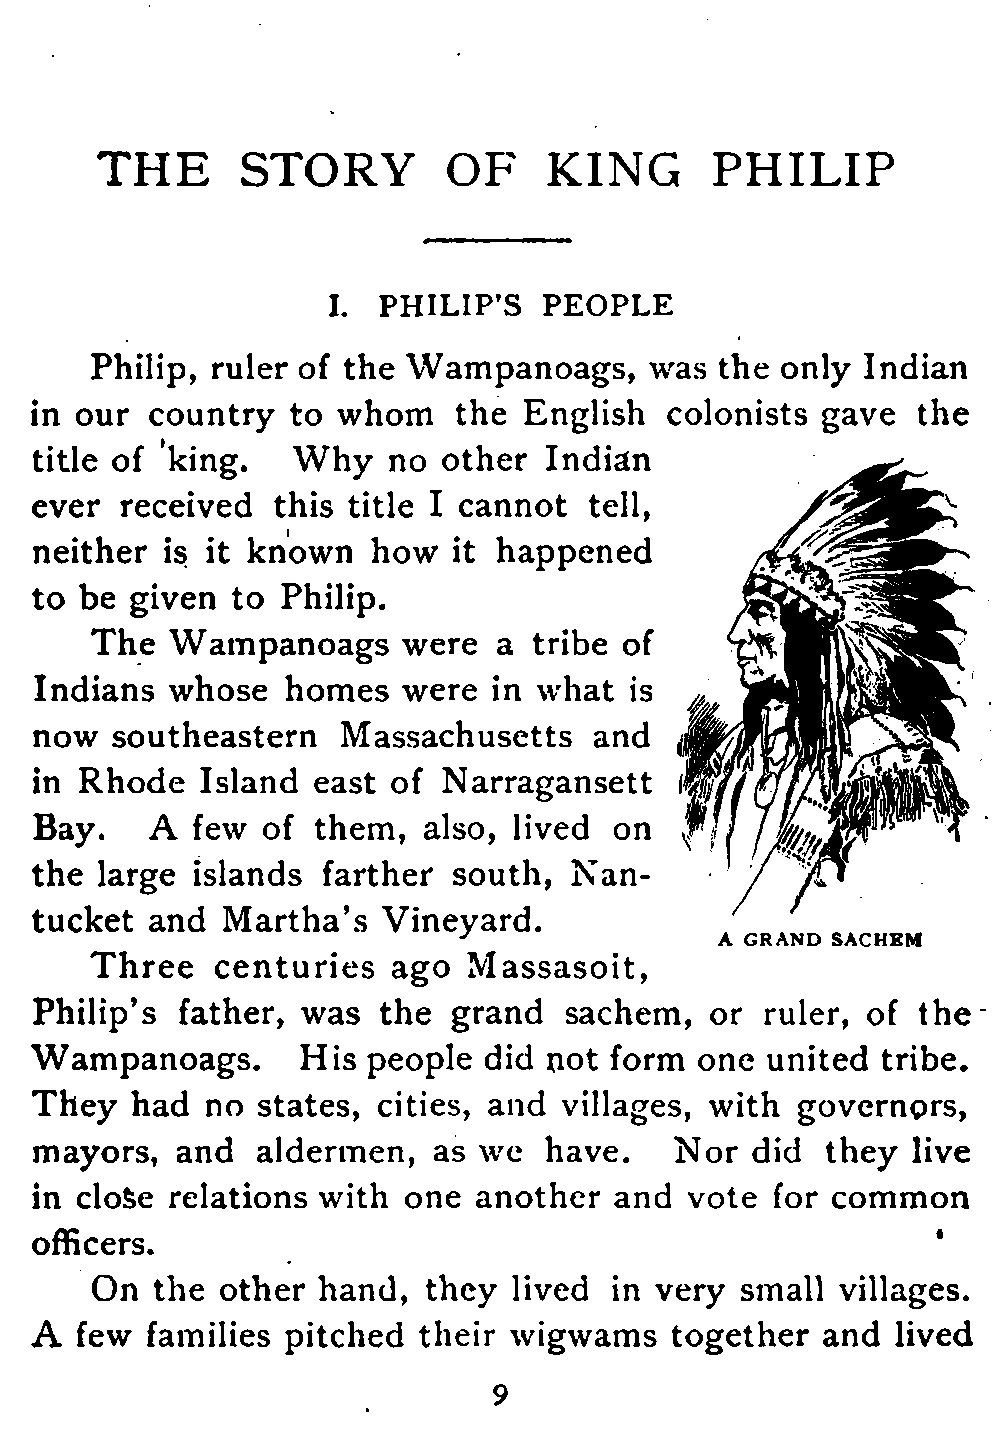 THE STORY OF KING PHILIP
I. PHILIP'S PEOPLE
Philip, ruler of the Wampanoags, was the only Indian
in our country to whom the English colonists gave the
title of king. Why no other Indian
ever received this title I cannot tell,
neither is it known how it happened
to be given to Philip.
The Wampanoags were a tribe of
Indians whose homes were in what is
now southeastern Massachusetts and
in Rhode Island east of Narragansett
Bay. A few of them, also, lived on
the large islands farther south, Nan-
tucket and Martha's Vineyard.
A GRAND SACHEM
Three centuries ago Massasoit,
Philip's father, was the grand sachem, or ruler, of the
Wampanoags. His people did not form one united tribe.
They had no states, cities, and villages, with governors,
mayors, and aldermen, as we have. Nor did they live
in close relations with one another and vote for common
officers.
On the other hand, they lived in very small villages.
A few families pitched their wigwams together and lived
9